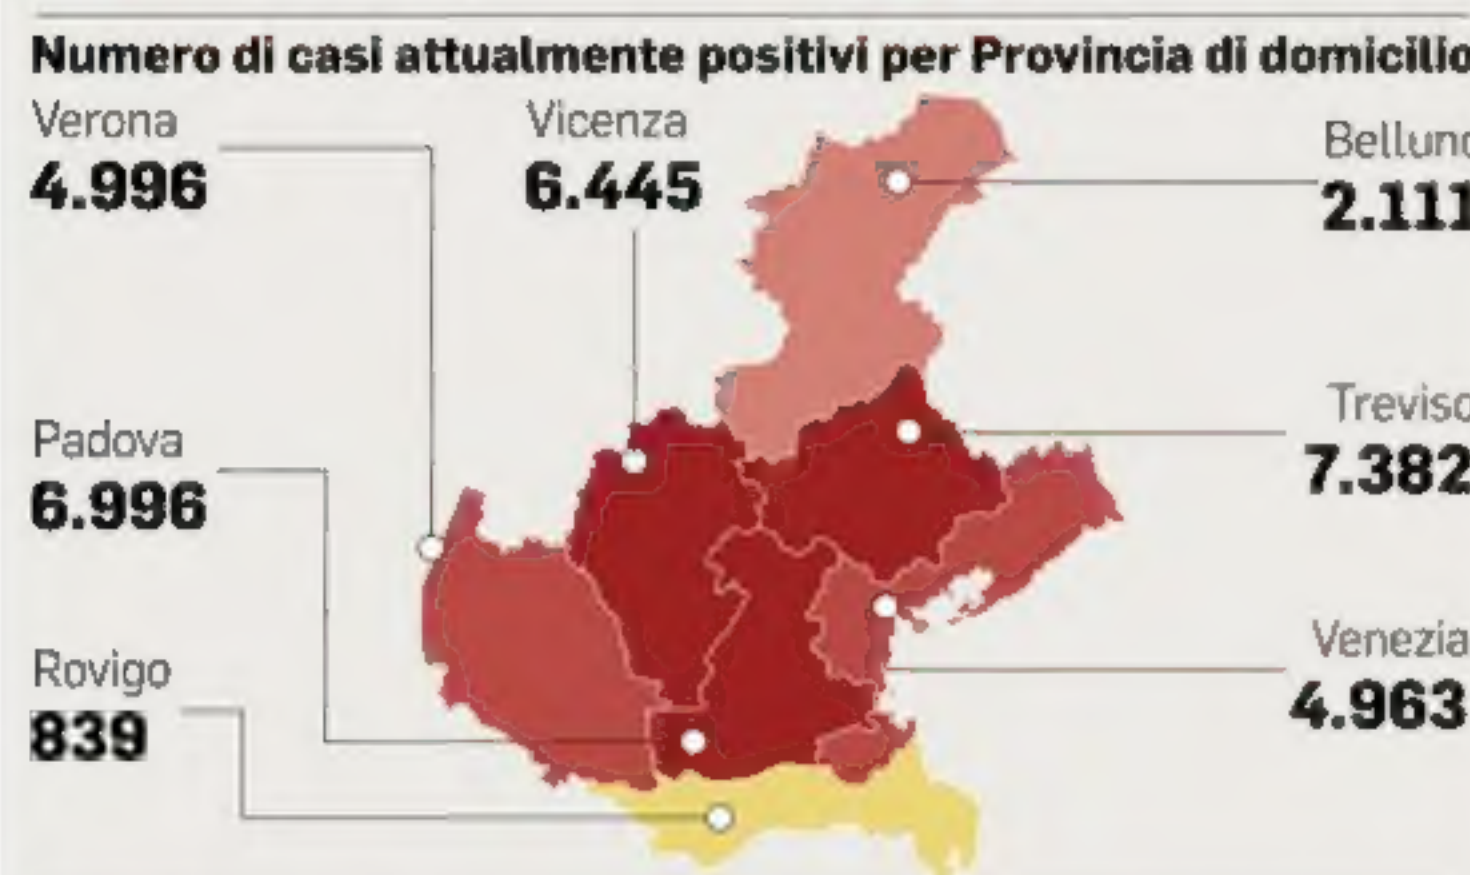 Numero di casi attualmente positivi per Provincia di domicilio
Verona
4.996
Vicenza
6.445
Belluno
2.111
Padova
6.996
Treviso
7.382
Rovigo
839
Venezia
4.963